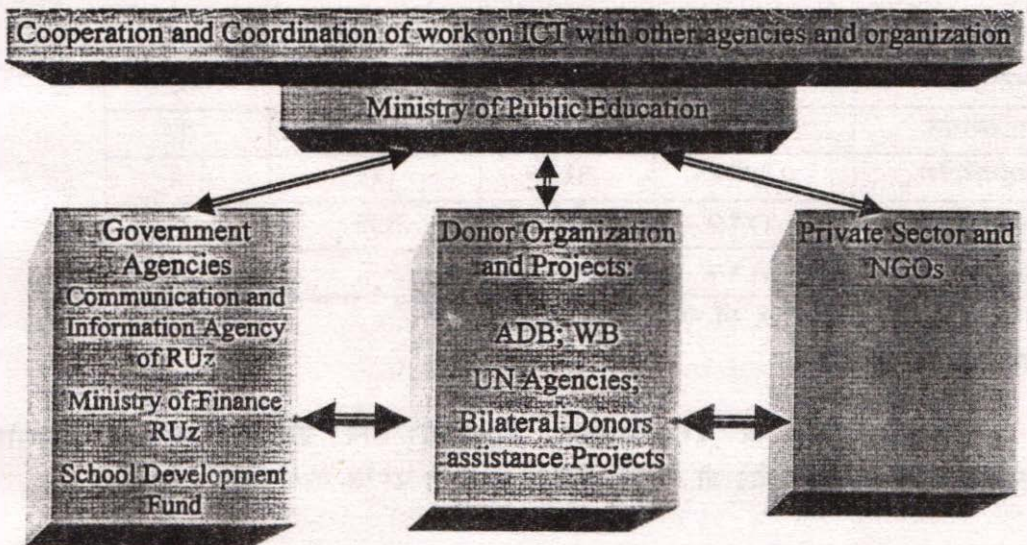 Cooperation and Coordination of work on ICT with other agencies and organization
Ministry of Public Education
Government
Agencies
Communication and
Information Agency
of RUz
Ministry of Finance
RUz
School Development
Fund
Donor Organization
and Projects:
ADB; WB
UN Agencies;
Bilateral Donors
assistance Projects
Private Sector and
NGOs